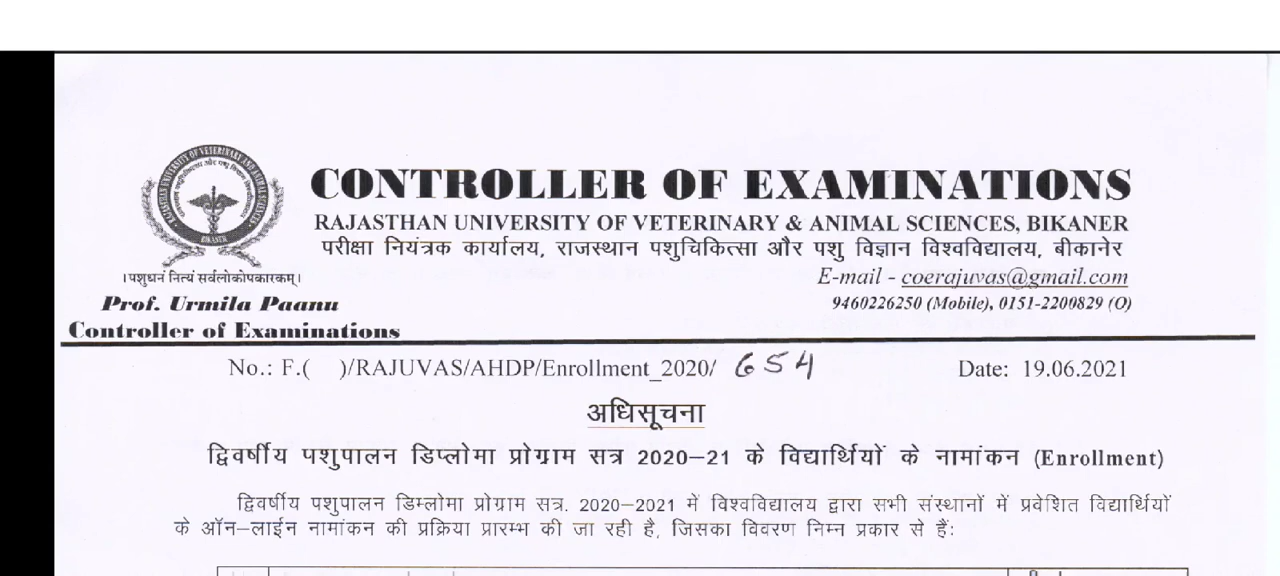 CONTROLLER OF EXAMINATIONS
RAJASTHAN UNIVERSITY OF VETERINARY & ANIMAL SCIENCES, BIKANER
परीक्षा नियंत्रक कार्यालय, राजस्थान पशुचिकित्सा और पशु विज्ञान विश्वविद्यालय, बीकानेर
।पशुधनं नित्यं सर्वलोकोपकारकम्।
E-mail - coerajuvas@gmail.com
Prof. Urmila Paanu
9460226250 (Mobile), 0151-2200829 (O)
Controller of Examinations
No.: F.( )/RAJUVAS/AHDP/Enrollment_2020/ 654 Date: 19.06.2021
अधिसूचना
द्विवर्षीय पशुपालन डिप्लोमा प्रोग्राम सत्र 2020–21 के विद्यार्थियों के नामांकन (Enrollment)
द्विवर्षीय पशुपालन डिम्लोमा प्रोग्राम सत्र. 2020–2021 में विश्वविद्यालय द्वारा सभी संस्थानों में प्रवेशित विद्यार्थियों
के ऑन–लाईन नामांकन की प्रक्रिया प्रारम्भ की जा रही है, जिसका विवरण निम्न प्रकार से हैं: